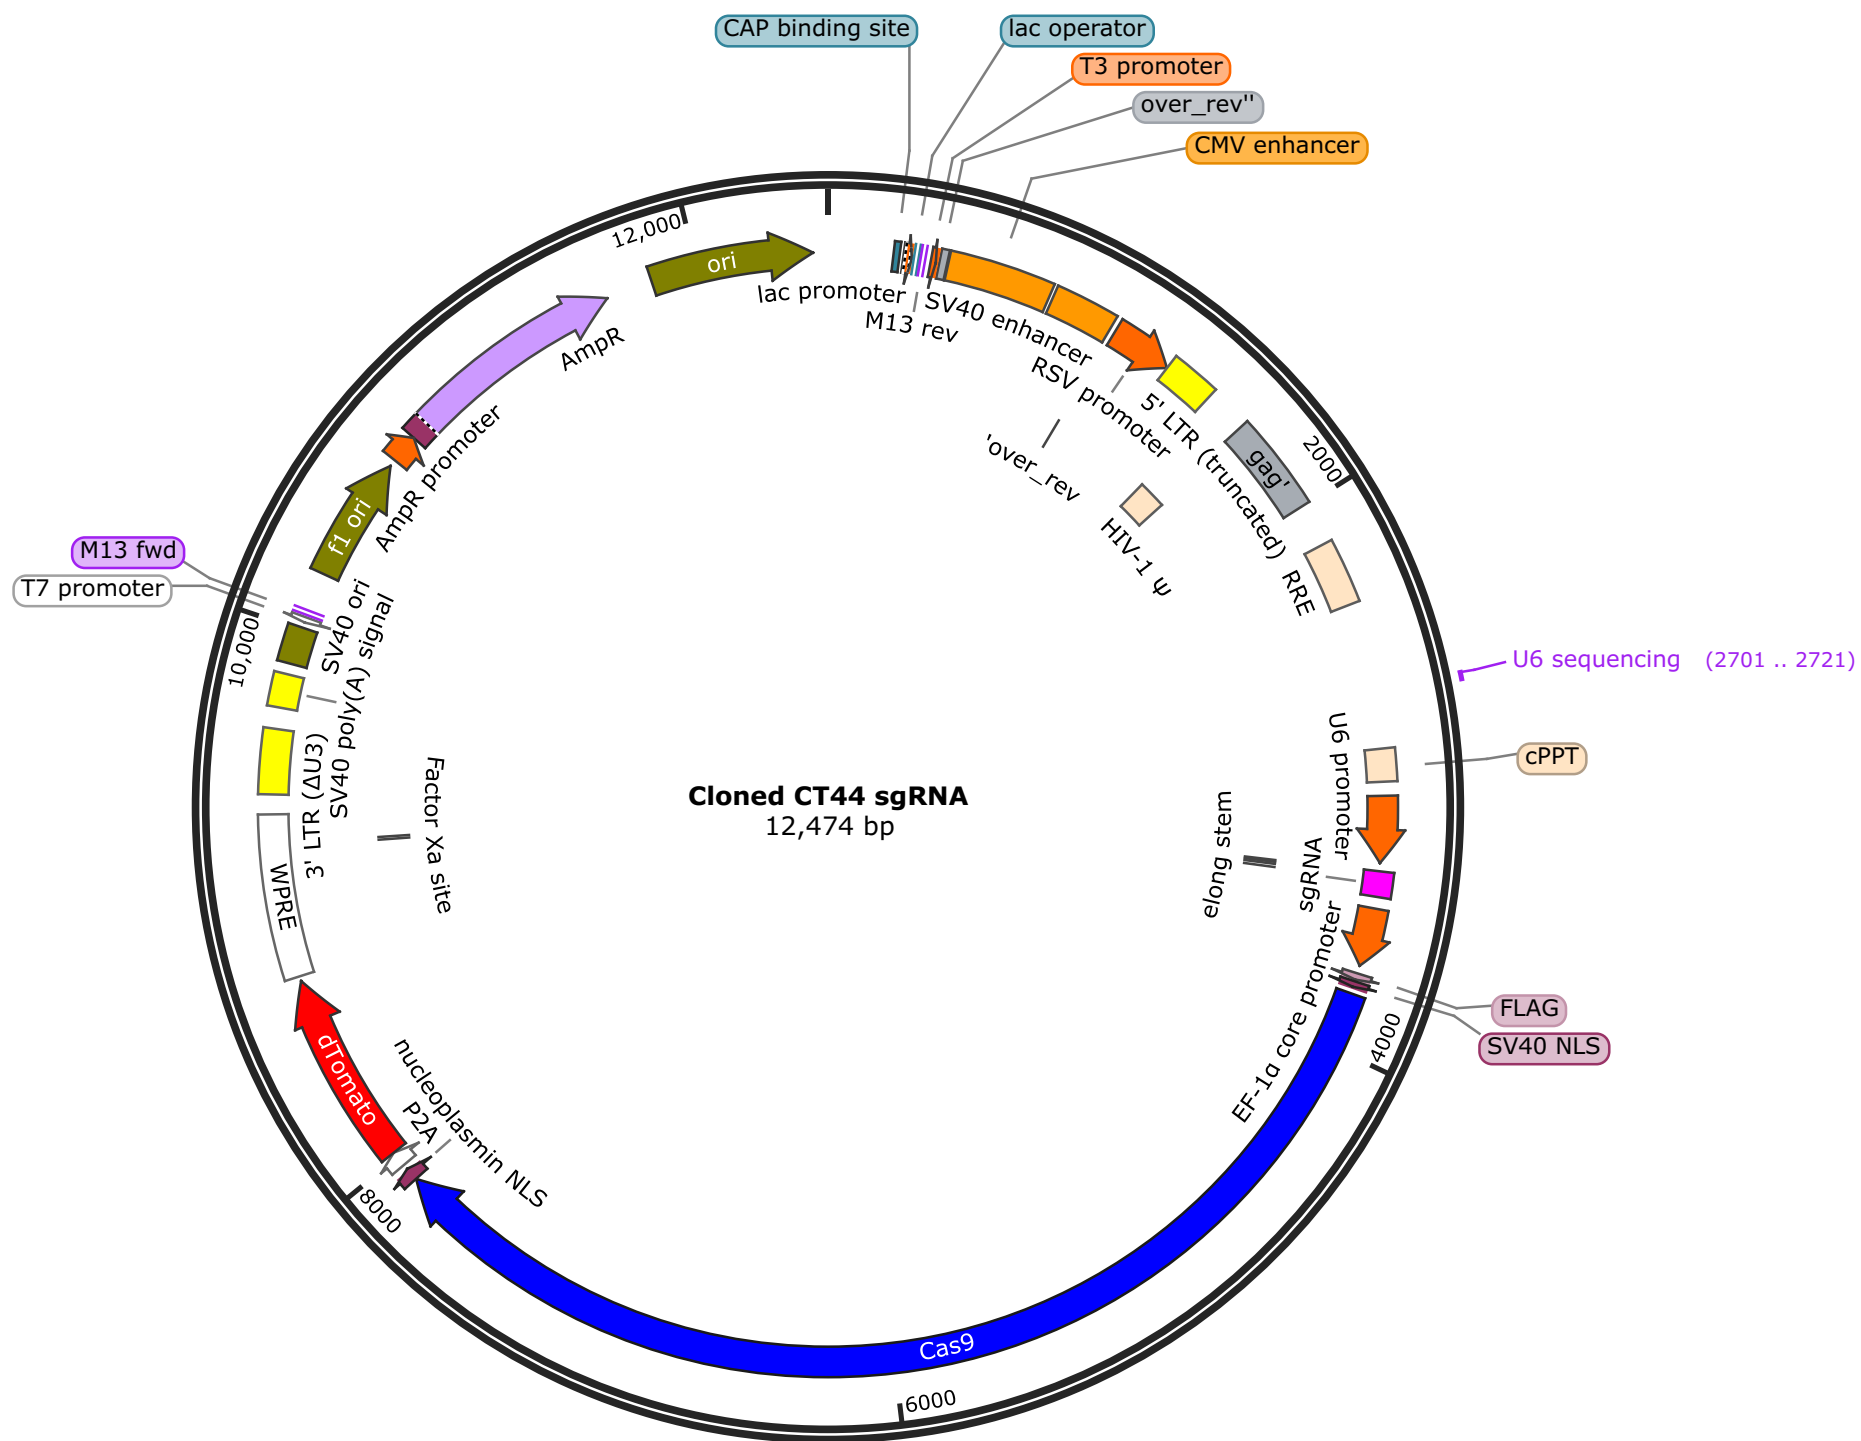 CAP binding site
lac operator
T3 promoter
over_rev''
CMV enhancer
12,000
ori
lac promoter
M13 rev
SV40 enhancer
RSV promoter
5' LTR (truncated)
'over_rev
HIV-1 Ψ
gag'
2000
RRE
AmpR
AmpR promoter
f1 ori
M13 fwd
T7 promoter
SV40 ori
SV40 poly(A) signal
10,000
3' LTR (ΔU3)
Factor Xa site
WPRE
U6 sequencing (2701 .. 2721)
cPPT
U6 promoter
Cloned CT44 sgRNA
12,474 bp
elong stem
sgRNA
EF-1α core promoter
FLAG
SV40 NLS
4000
dTomato
P2A
nucleoplasmin NLS
8000
Cas9
6000